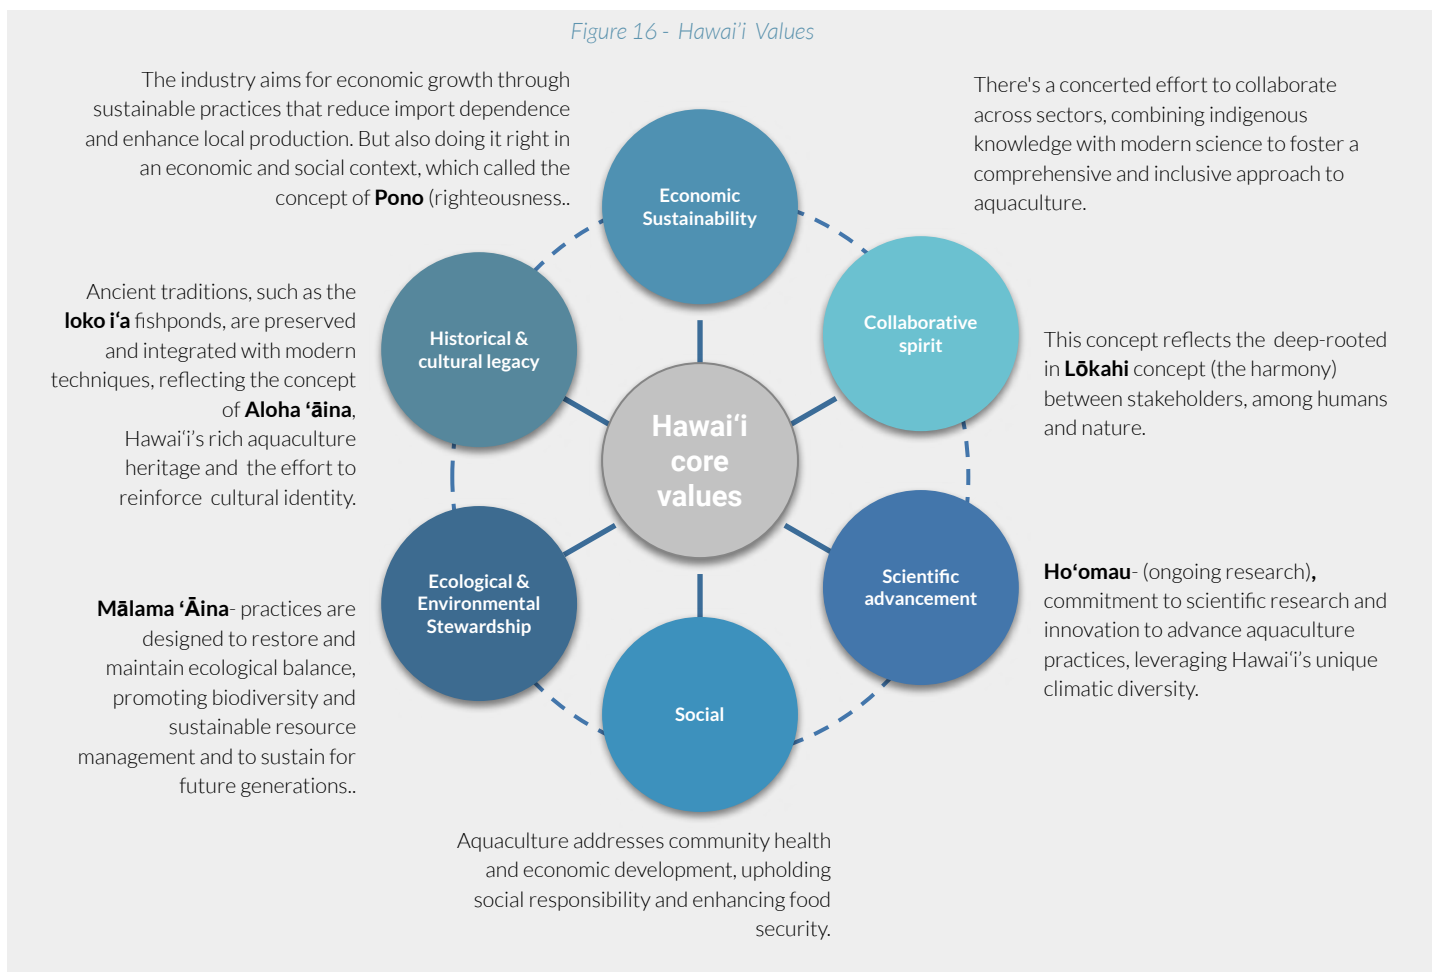 Figure 16 - Hawai'i Values
The industry aims for economic growth through
sustainable practices that reduce import dependence
and enhance local production. But also doing it right in
an economic and social context, which called the
concept of Pono (righteousness..
There's a concerted effort to collaborate
across sectors, combining indigenous
knowledge with modern science to foster a
comprehensive and inclusive approach to
aquaculture.
Economic
Sustainability
Ancient traditions, such as the
loko iʻa fishponds, are preserved
and integrated with modern
techniques, reflecting the concept
of Aloha ʻāina,
Hawaiʻi's rich aquaculture
heritage and the effort to
reinforce cultural identity.
Historical &
cultural legacy
Collaborative
spirit
This concept reflects the deep-rooted
in Lōkahi concept (the harmony)
between stakeholders, among humans
and nature.
Hawaiʻi
core
values
Mālama ʻĀina- practices are
designed to restore and
maintain ecological balance,
promoting biodiversity and
sustainable resource
management and to sustain for
future generations..
Ecological &
Environmental
Stewardship
Scientific
advancement
Hoʻomau- (ongoing research),
commitment to scientific research and
innovation to advance aquaculture
practices, leveraging Hawaiʻi's unique
climatic diversity.
Social
Aquaculture addresses community health
and economic development, upholding
social responsibility and enhancing food
security.